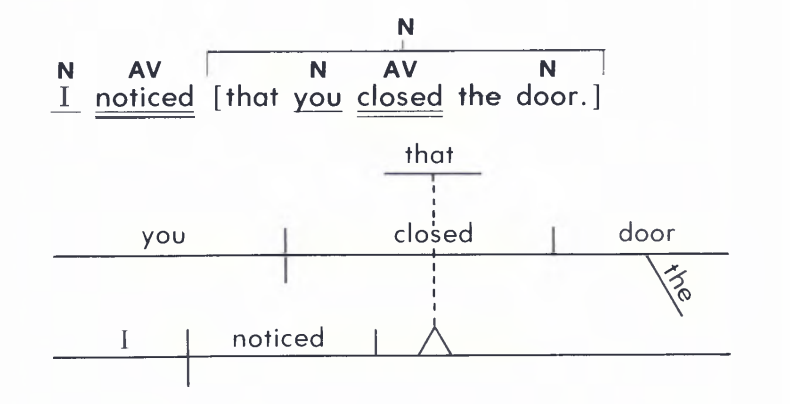 N
N AV N AV N
I noticed [that you closed the door.]
that
you closed door
the
I noticed